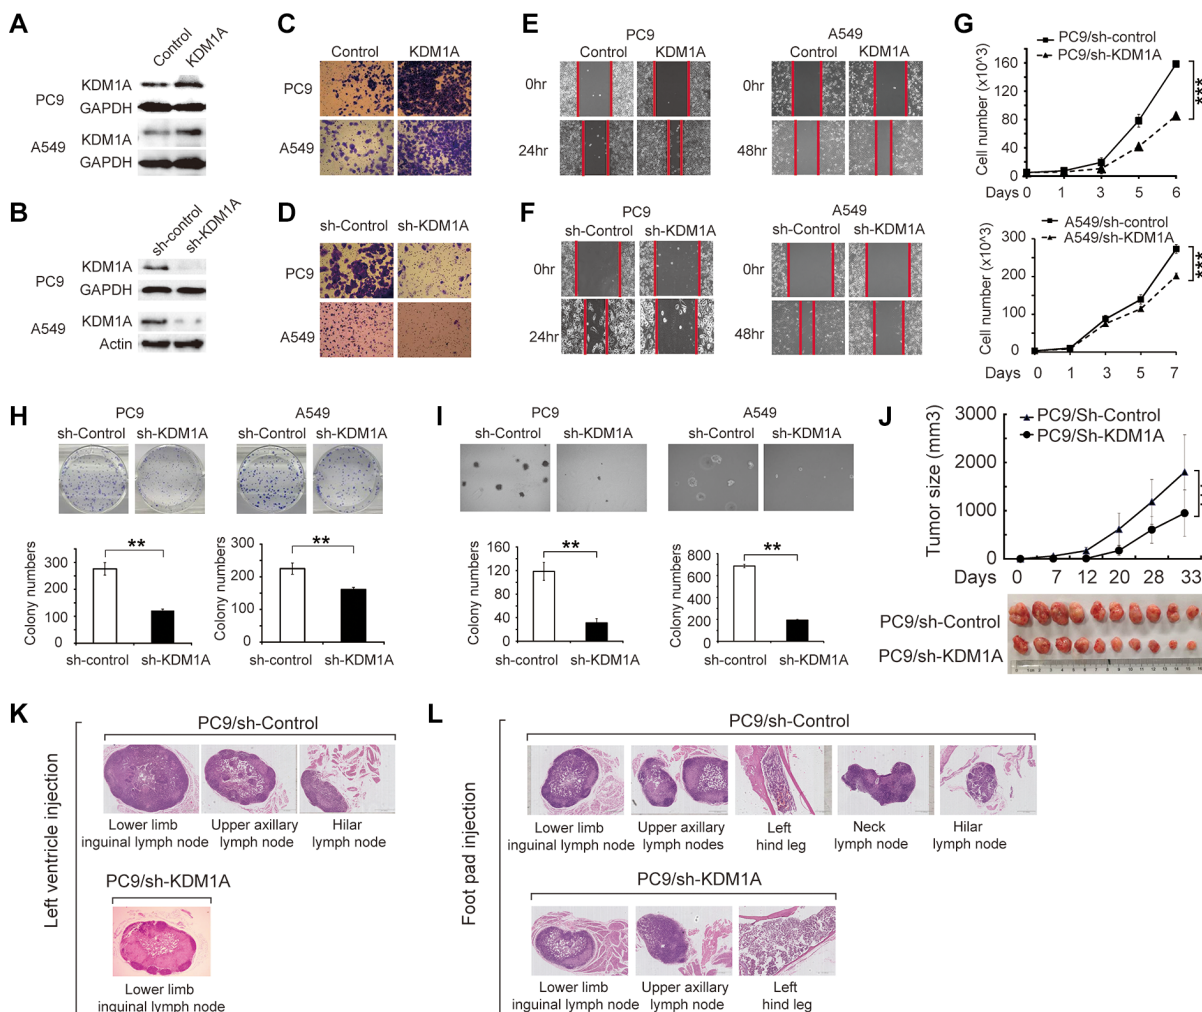 A
Control
KDM1A
KDM1A
PC9
GAPDH
KDM1A
A549
GAPDH
B
sh-control
sh-KDM1A
KDM1A
PC9
GAPDH
KDM1A
A549
Actin
C
Control
KDM1A
PC9
A549
D
sh-Control
sh-KDM1A
PC9
A549
E
PC9
A549
Control
KDM1A
Control
KDM1A
0hr
0hr
24hr
48hr
F
PC9
A549
sh-Control
sh-KDM1A
sh-Control
sh-KDM1A
0hr
0hr
24hr
48hr
G
PC9/sh-control
PC9/sh-KDM1A
Cell number (x10^3)
160
120
80
40
0
***
Days
0
1
3
5
6
A549/sh-control
A549/sh-KDM1A
Cell number (x10^3)
300
200
100
0
***
Days
0
1
3
5
7
H
PC9
A549
sh-Control
sh-KDM1A
sh-Control
sh-KDM1A
Colony numbers
300
200
100
0
**
sh-control
sh-KDM1A
Colony numbers
300
200
100
0
**
sh-control
sh-KDM1A
I
PC9
A549
sh-Control
sh-KDM1A
sh-Control
sh-KDM1A
Colony numbers
160
120
80
40
0
**
sh-control
sh-KDM1A
Colony numbers
800
600
400
200
0
**
sh-control
sh-KDM1A
J
PC9/Sh-Control
PC9/Sh-KDM1A
Tumor size (mm3)
3000
2000
1000
0
Days
0
7
12
20
28
33
PC9/sh-Control
PC9/sh-KDM1A
K
Left ventricle injection
PC9/sh-Control
Lower limb
inguinal lymph node
Upper axillary
lymph node
Hilar
lymph node
PC9/sh-KDM1A
Lower limb
inguinal lymph node
L
Foot pad injection
PC9/sh-Control
Lower limb
inguinal lymph node
Upper axillary
lymph nodes
Left
hind leg
Neck
lymph node
Hilar
lymph node
PC9/sh-KDM1A
Lower limb
inguinal lymph node
Upper axillary
lymph node
Left
hind leg